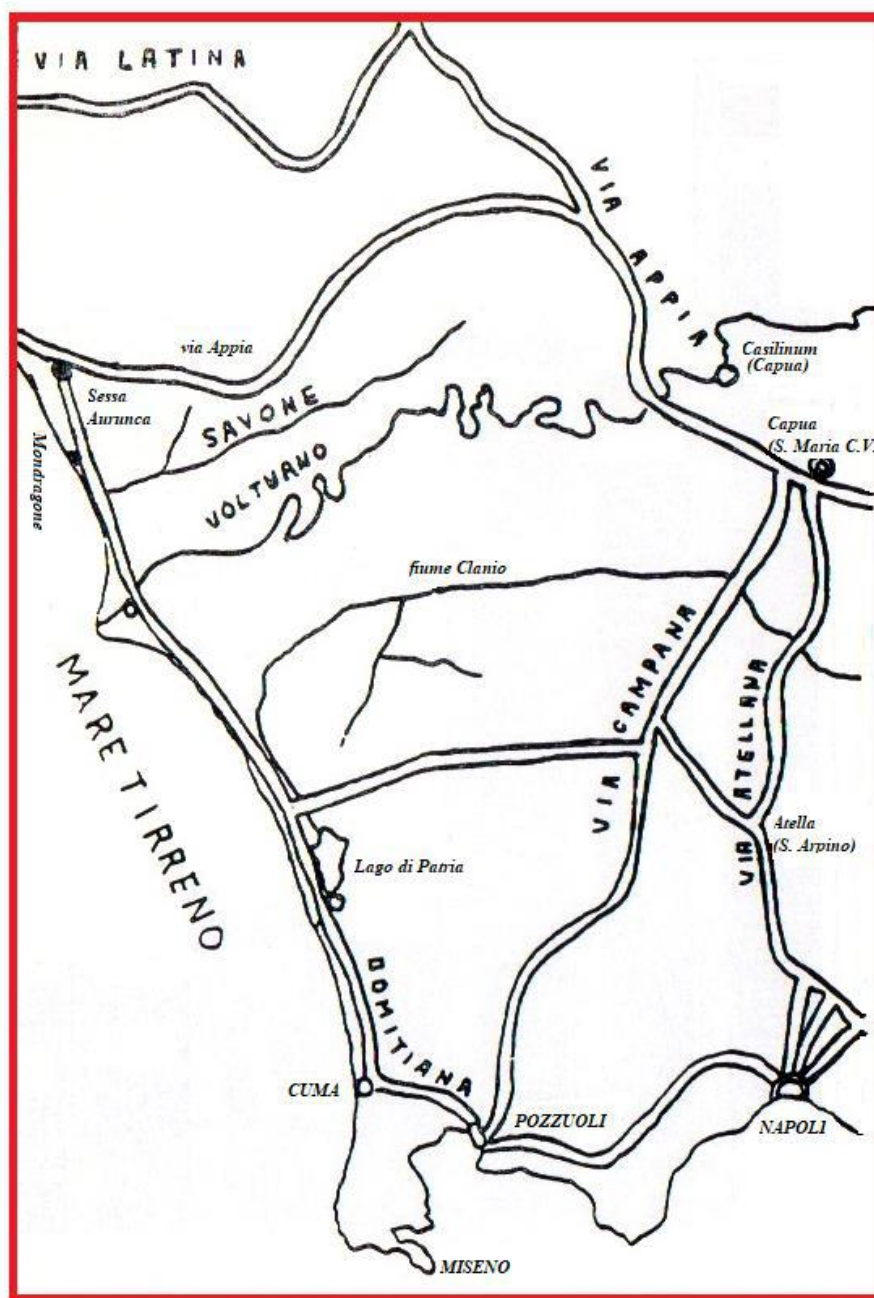 VIA LATINA
VIA APPIA
via Appia
Casilinum
(Capua)
Sessa
Aurunca
SAVONE
Capua
(S. Maria C.V.
Mondragone
VOLTURNO
fiume Clanio
MARE TIRRENO
VIA CAMPANA
VIA ATELLANA
Atella
(S. Arpino)
Lago di Patria
DOMITIANA
CUMA
POZZUOLI
NAPOLI
MISENO